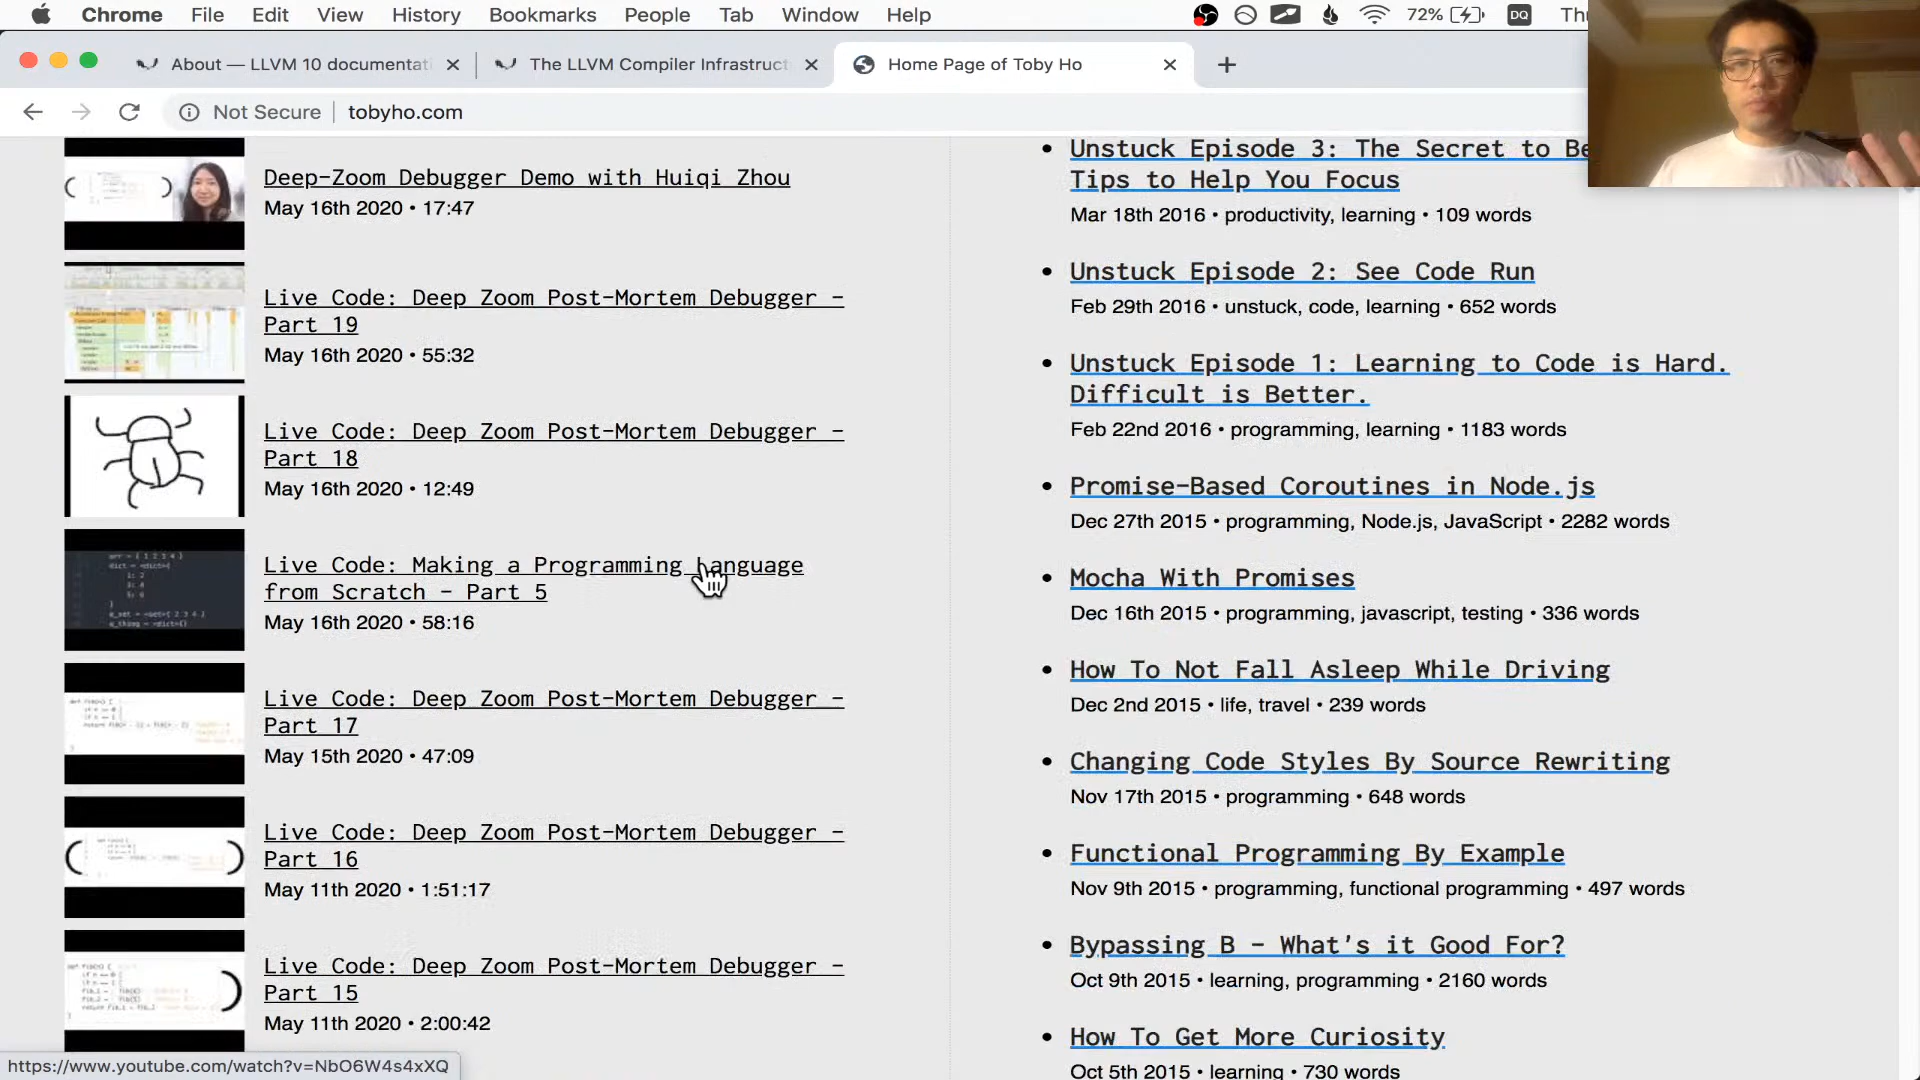 Chrome File Edit View History Bookmarks People Tab Window Help
72% DQ
About — LLVM 10 documentati
The LLVM Compiler Infrastruct
Home Page of Toby Ho
Not Secure tobyho.com
Deep-Zoom Debugger Demo with Huiqi Zhou
May 16th 2020 • 17:47
Live Code: Deep Zoom Post-Mortem Debugger -
Part 19
May 16th 2020 • 55:32
Live Code: Deep Zoom Post-Mortem Debugger -
Part 18
May 16th 2020 • 12:49
Live Code: Making a Programming Language
from Scratch - Part 5
May 16th 2020 • 58:16
Live Code: Deep Zoom Post-Mortem Debugger -
Part 17
May 15th 2020 • 47:09
Live Code: Deep Zoom Post-Mortem Debugger -
Part 16
May 11th 2020 • 1:51:17
Live Code: Deep Zoom Post-Mortem Debugger -
Part 15
May 11th 2020 • 2:00:42
https://www.youtube.com/watch?v=NbO6W4s4xXQ
Unstuck Episode 3: The Secret to Be
Tips to Help You Focus
Mar 18th 2016 • productivity, learning • 109 words
Unstuck Episode 2: See Code Run
Feb 29th 2016 • unstuck, code, learning • 652 words
Unstuck Episode 1: Learning to Code is Hard.
Difficult is Better.
Feb 22nd 2016 • programming, learning • 1183 words
Promise-Based Coroutines in Node.js
Dec 27th 2015 • programming, Node.js, JavaScript • 2282 words
Mocha With Promises
Dec 16th 2015 • programming, javascript, testing • 336 words
How To Not Fall Asleep While Driving
Dec 2nd 2015 • life, travel • 239 words
Changing Code Styles By Source Rewriting
Nov 17th 2015 • programming • 648 words
Functional Programming By Example
Nov 9th 2015 • programming, functional programming • 497 words
Bypassing B - What's it Good For?
Oct 9th 2015 • learning, programming • 2160 words
How To Get More Curiosity
Oct 5th 2015 • learning • 730 words